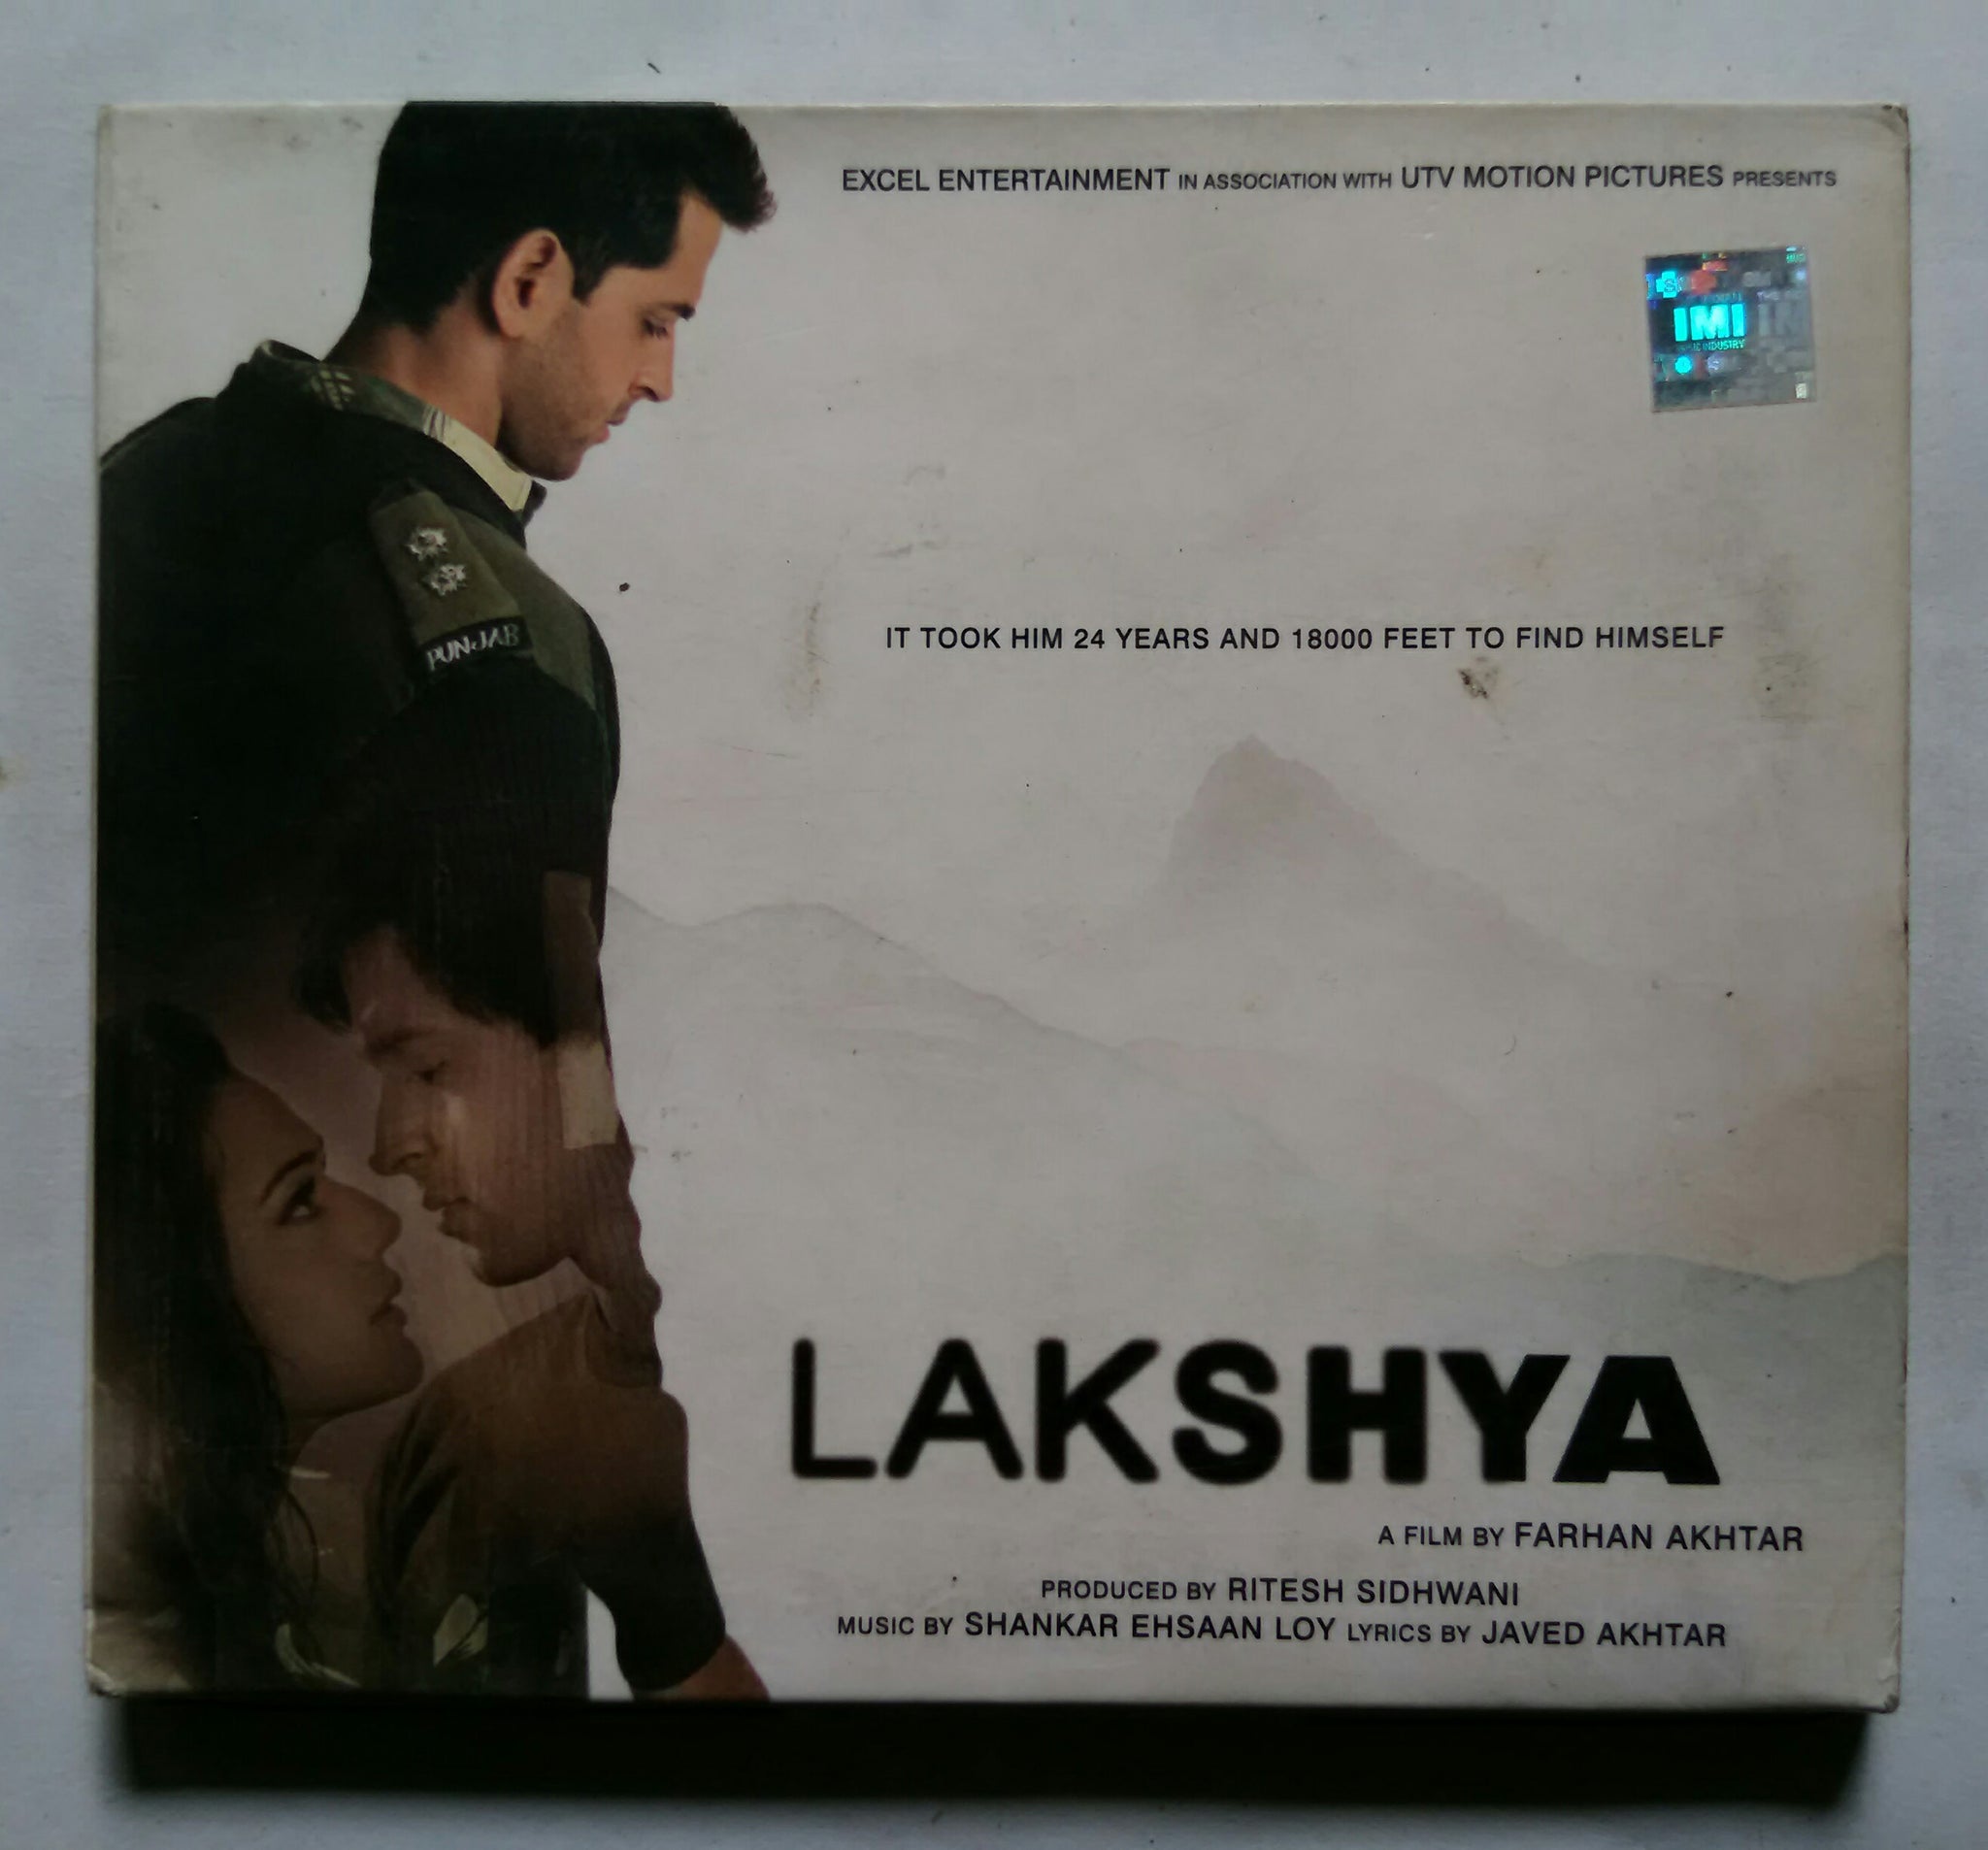 EXCEL ENTERTAINMENT IN ASSOCIATION WITH UTV MOTION PICTURES PRESENTS
IMI
MUSIC INDUSTRY
PUNJAB
IT TOOK HIM 24 YEARS AND 18000 FEET TO FIND HIMSELF
LAKSHYA
A FILM BY FARHAN AKHTAR
PRODUCED BY RITESH SIDHWANI
MUSIC BY SHANKAR EHSAAN LOY LYRICS BY JAVED AKHTAR